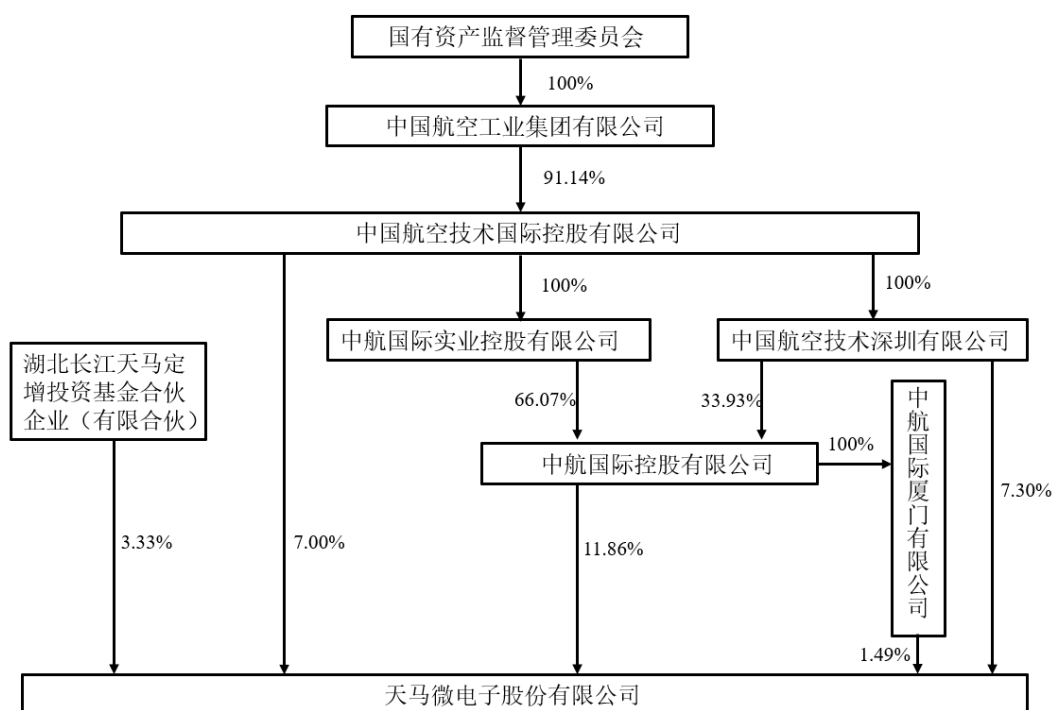 国有资产监督管理委员会
100%
中国航空工业集团有限公司
91.14%
中国航空技术国际控股有限公司
100%
100%
中航国际实业控股有限公司
中国航空技术深圳有限公司
湖北长江天马定
增投资基金合伙
企业（有限合伙）
66.07%
33.93%
中航国际控股有限公司
100%
中航国际厦门有限公司
7.30%
3.33%
7.00%
11.86%
1.49%
天马微电子股份有限公司